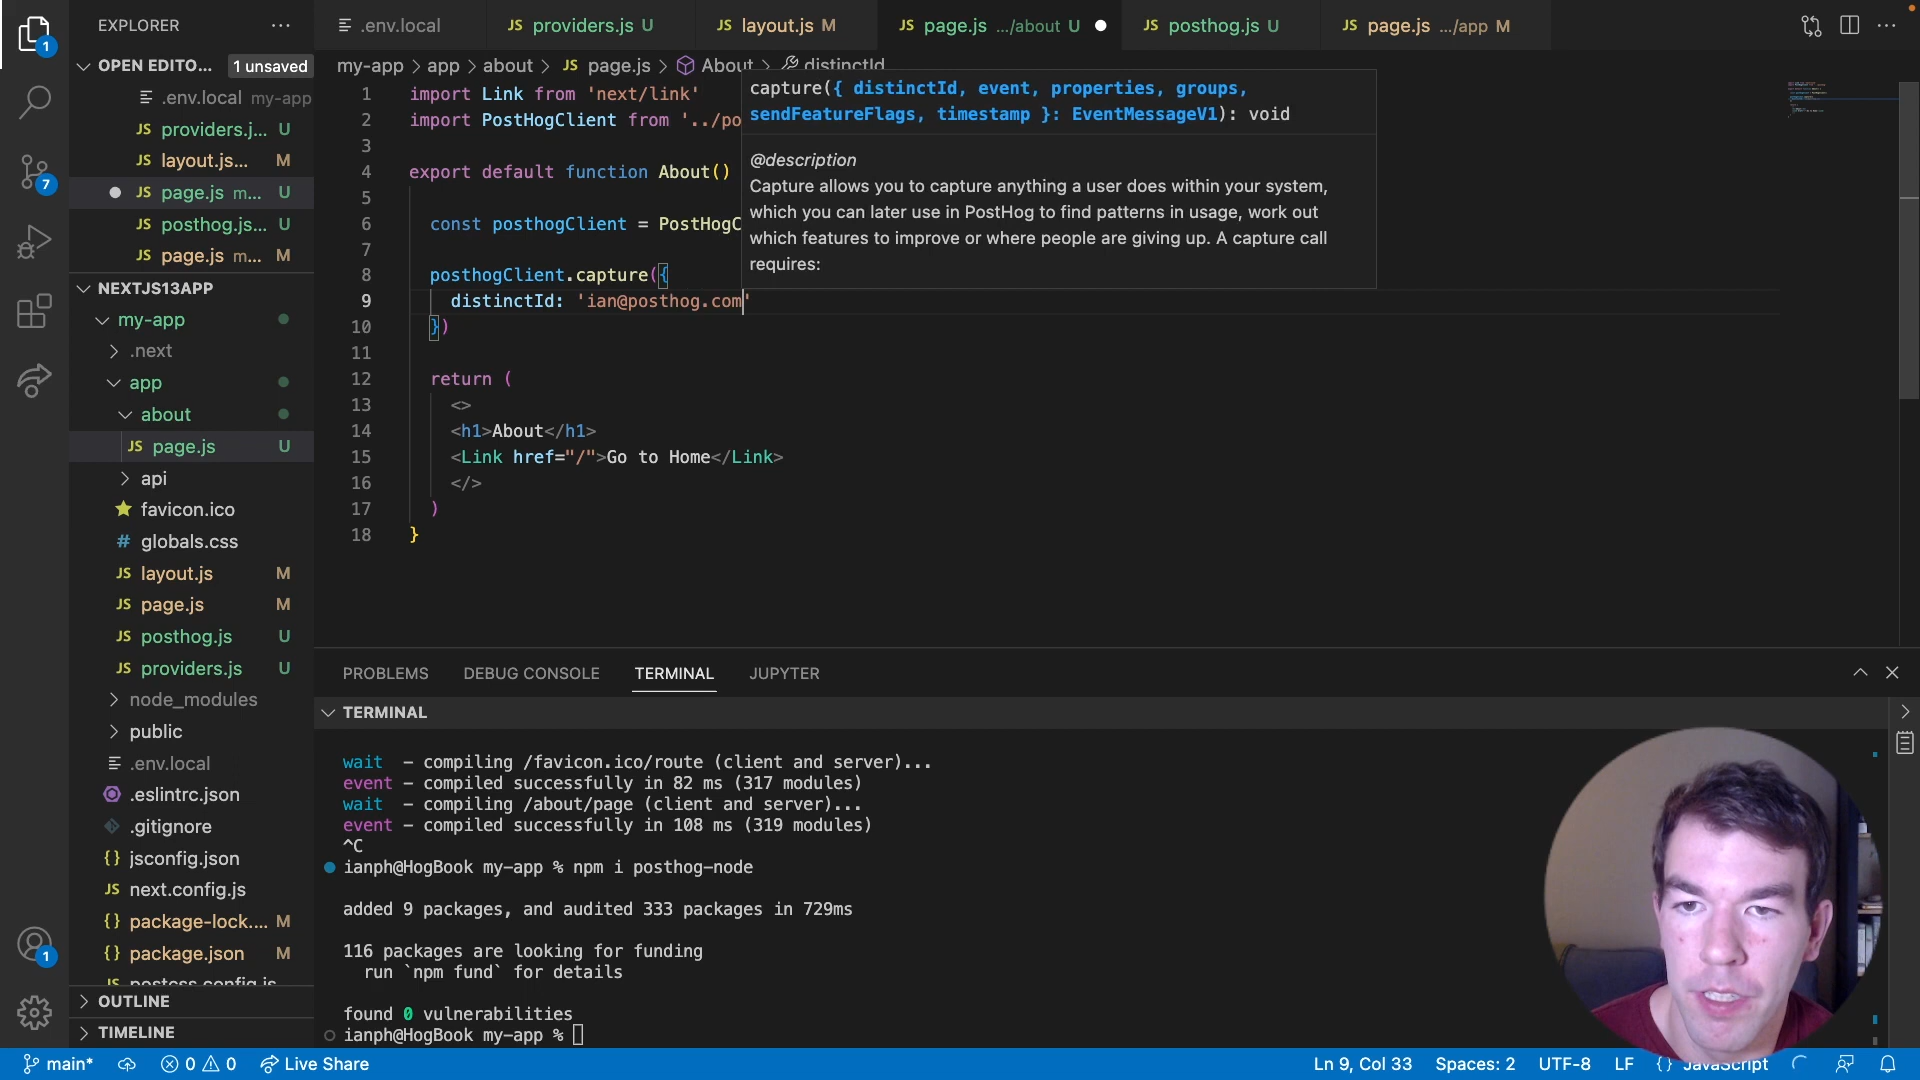 EXPLORER
···
.env.local
JS providers.js U
JS layout.js M
JS page.js .../about U
JS posthog.js U
JS page.js .../app M
···
1
OPEN EDITO...
1 unsaved
.env.local my-app
JS providers.j... U
JS layout.js... M
JS page.js m... U
JS posthog.js... U
JS page.js m... M
7
NEXTJS13APP
my-app
.next
app
about
JS page.js U
api
favicon.ico
# globals.css
JS layout.js M
JS page.js M
JS posthog.js U
JS providers.js U
node_modules
public
.env.local
.eslintrc.json
.gitignore
{} jsconfig.json
JS next.config.js
{} package-lock.... M
{} package.json M
JS postcss.config.js
OUTLINE
TIMELINE
1
my-app > app > about > JS page.js > About > distinctId
1 import Link from 'next/link'
2 import PostHogClient from '../po
3
4 export default function About()
5
6 const posthogClient = PostHogC
7
8 posthogClient.capture({
9 distinctId: 'ian@posthog.com'
10 })
11
12 return (
13 <>
14 <h1>About</h1>
15 <Link href="/">Go to Home</Link>
16 </>
17 )
18 }
capture({ distinctId, event, properties, groups,
sendFeatureFlags, timestamp }: EventMessageV1): void
@description
Capture allows you to capture anything a user does within your system,
which you can later use in PostHog to find patterns in usage, work out
which features to improve or where people are giving up. A capture call
requires:
PROBLEMS DEBUG CONSOLE TERMINAL JUPYTER
TERMINAL
wait - compiling /favicon.ico/route (client and server)...
event - compiled successfully in 82 ms (317 modules)
wait - compiling /about/page (client and server)...
event - compiled successfully in 108 ms (319 modules)
^C
ianph@HogBook my-app % npm i posthog-node
added 9 packages, and audited 333 packages in 729ms
116 packages are looking for funding
run `npm fund` for details
found 0 vulnerabilities
ianph@HogBook my-app %
main* 0 0 Live Share
Ln 9, Col 33 Spaces: 2 UTF-8 LF {} JavaScript